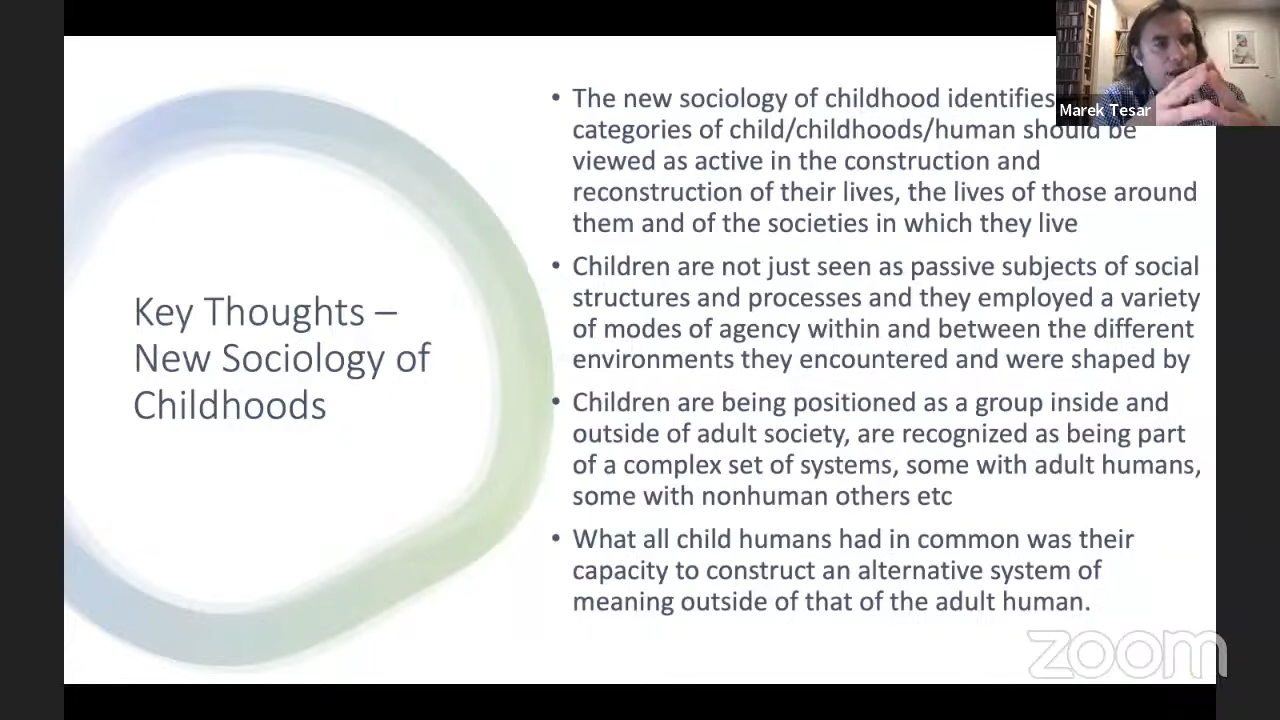 Key Thoughts –
New Sociology of
Childhoods
• The new sociology of childhood identifies
categories of child/childhoods/human should be
viewed as active in the construction and
reconstruction of their lives, the lives of those around
them and of the societies in which they live
• Children are not just seen as passive subjects of social
structures and processes and they employed a variety
of modes of agency within and between the different
environments they encountered and were shaped by
• Children are being positioned as a group inside and
outside of adult society, are recognized as being part
of a complex set of systems, some with adult humans,
some with nonhuman others etc
• What all child humans had in common was their
capacity to construct an alternative system of
meaning outside of that of the adult human.
Marek Tesar
zoom